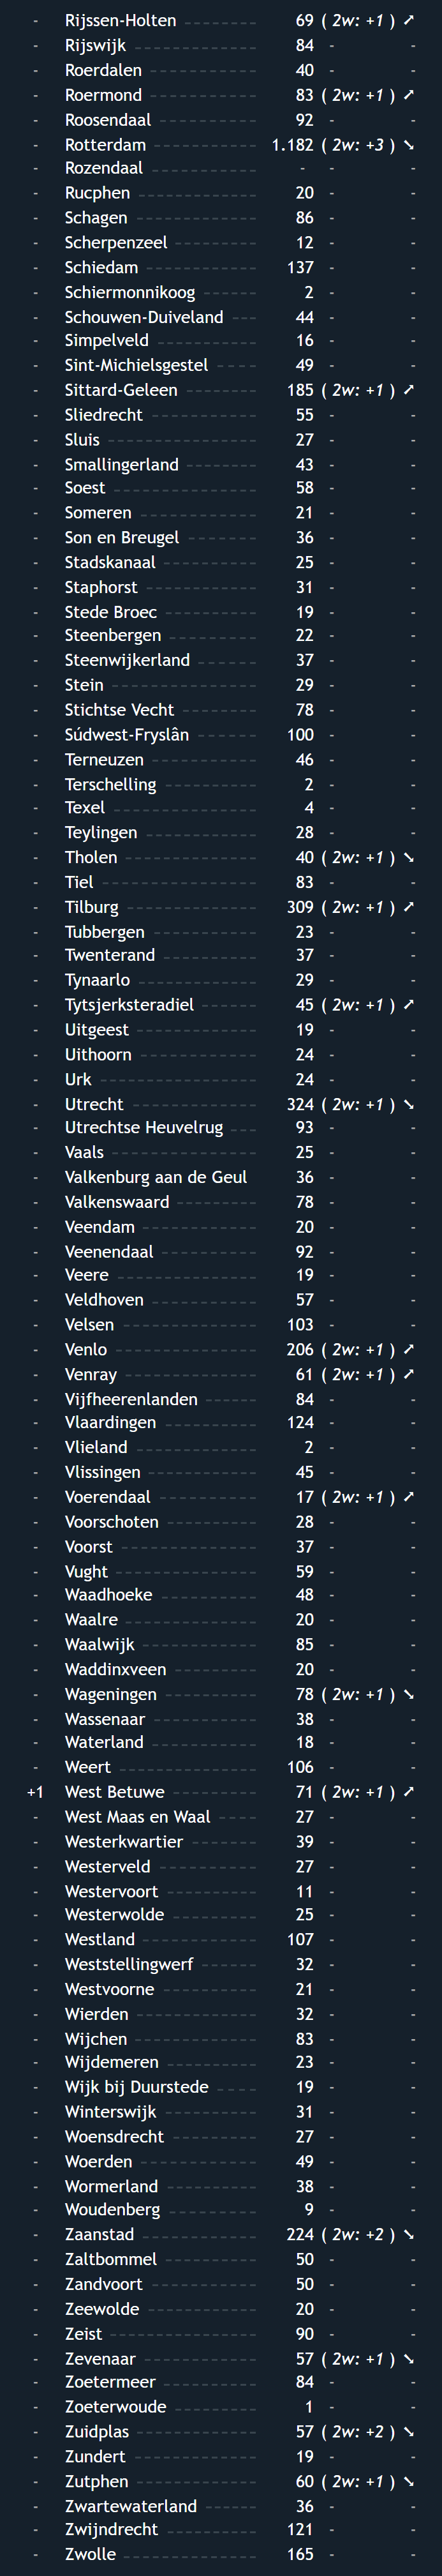 - Rijssen-Holten 69 ( 2w: +1 ) ➚
- Rijswijk 84 - -
- Roerdalen 40 - -
- Roermond 83 ( 2w: +1 ) ➚
- Roosendaal 92 - -
- Rotterdam 1.182 ( 2w: +3 ) ➘
- Rozendaal - - -
- Rucphen 20 - -
- Schagen 86 - -
- Scherpenzeel 12 - -
- Schiedam 137 - -
- Schiermonnikoog 2 - -
- Schouwen-Duiveland 44 - -
- Simpelveld 16 - -
- Sint-Michielsgestel 49 - -
- Sittard-Geleen 185 ( 2w: +1 ) ➚
- Sliedrecht 55 - -
- Sluis 27 - -
- Smallingerland 43 - -
- Soest 58 - -
- Someren 21 - -
- Son en Breugel 36 - -
- Stadskanaal 25 - -
- Staphorst 31 - -
- Stede Broec 19 - -
- Steenbergen 22 - -
- Steenwijkerland 37 - -
- Stein 29 - -
- Stichtse Vecht 78 - -
- Súdwest-Fryslân 100 - -
- Terneuzen 46 - -
- Terschelling 2 - -
- Texel 4 - -
- Teylingen 28 - -
- Tholen 40 ( 2w: +1 ) ➘
- Tiel 83 - -
- Tilburg 309 ( 2w: +1 ) ➚
- Tubbergen 23 - -
- Twenterand 37 - -
- Tynaarlo 29 - -
- Tytsjerksteradiel 45 ( 2w: +1 ) ➚
- Uitgeest 19 - -
- Uithoorn 24 - -
- Urk 24 - -
- Utrecht 324 ( 2w: +1 ) ➘
- Utrechtse Heuvelrug 93 - -
- Vaals 25 - -
- Valkenburg aan de Geul 36 - -
- Valkenswaard 78 - -
- Veendam 20 - -
- Veenendaal 92 - -
- Veere 19 - -
- Veldhoven 57 - -
- Velsen 103 - -
- Venlo 206 ( 2w: +1 ) ➚
- Venray 61 ( 2w: +1 ) ➚
- Vijfheerenlanden 84 - -
- Vlaardingen 124 - -
- Vlieland 2 - -
- Vlissingen 45 - -
- Voerendaal 17 ( 2w: +1 ) ➚
- Voorschoten 28 - -
- Voorst 37 - -
- Vught 59 - -
- Waadhoeke 48 - -
- Waalre 20 - -
- Waalwijk 85 - -
- Waddinxveen 20 - -
- Wageningen 78 ( 2w: +1 ) ➘
- Wassenaar 38 - -
- Waterland 18 - -
- Weert 106 - -
+1 West Betuwe 71 ( 2w: +1 ) ➚
- West Maas en Waal 27 - -
- Westerkwartier 39 - -
- Westerveld 27 - -
- Westervoort 11 - -
- Westerwolde 25 - -
- Westland 107 - -
- Weststellingwerf 32 - -
- Westvoorne 21 - -
- Wierden 32 - -
- Wijchen 83 - -
- Wijdemeren 23 - -
- Wijk bij Duurstede 19 - -
- Winterswijk 31 - -
- Woensdrecht 27 - -
- Woerden 49 - -
- Wormerland 38 - -
- Woudenberg 9 - -
- Zaanstad 224 ( 2w: +2 ) ➘
- Zaltbommel 50 - -
- Zandvoort 50 - -
- Zeewolde 20 - -
- Zeist 90 - -
- Zevenaar 57 ( 2w: +1 ) ➘
- Zoetermeer 84 - -
- Zoeterwoude 1 - -
- Zuidplas 57 ( 2w: +2 ) ➘
- Zundert 19 - -
- Zutphen 60 ( 2w: +1 ) ➘
- Zwartewaterland 36 - -
- Zwijndrecht 121 - -
- Zwolle 165 - -